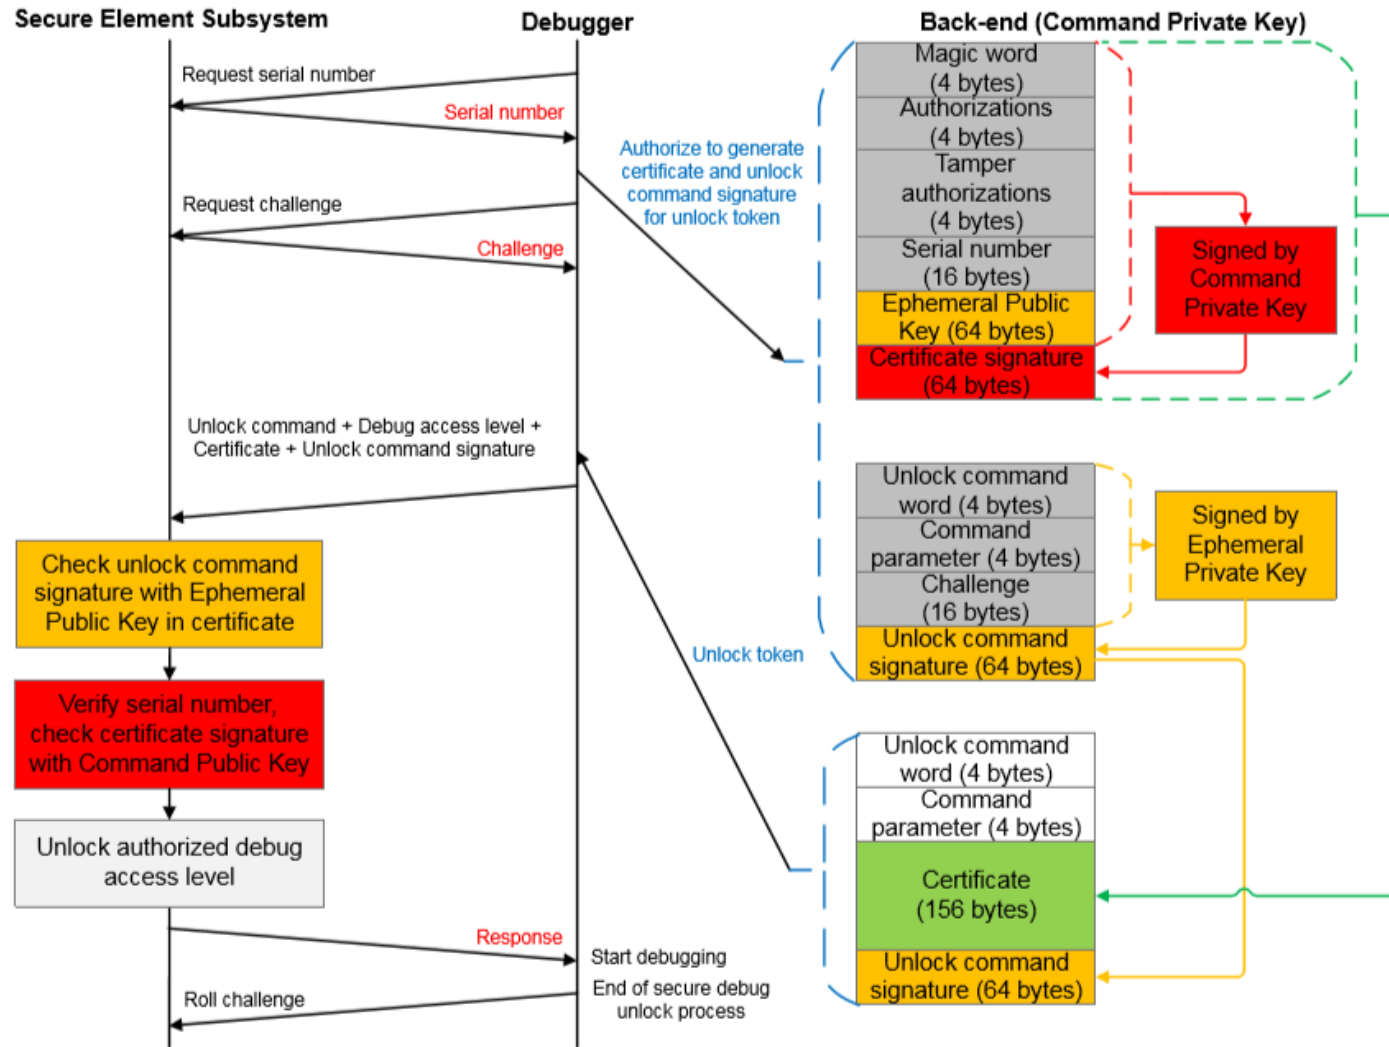 Secure Element Subsystem
Debugger
Back-end (Command Private Key)
Request serial number
Serial number
Request challenge
Challenge
Authorize to generate
certificate and unlock
command signature
for unlock token
Magic word
(4 bytes)
Authorizations
(4 bytes)
Tamper
authorizations
(4 bytes)
Serial number
(16 bytes)
Ephemeral Public
Key (64 bytes)
Certificate signature
(64 bytes)
Signed by
Command
Private Key
Unlock command + Debug access level +
Certificate + Unlock command signature
Unlock command
word (4 bytes)
Command
parameter (4 bytes)
Challenge
(16 bytes)
Unlock command
signature (64 bytes)
Signed by
Ephemeral
Private Key
Check unlock command
signature with Ephemeral
Public Key in certificate
Unlock token
Verify serial number,
check certificate signature
with Command Public Key
Unlock command
word (4 bytes)
Command
parameter (4 bytes)
Certificate
(156 bytes)
Unlock command
signature (64 bytes)
Unlock authorized debug
access level
Response
Start debugging
Roll challenge
End of secure debug
unlock process